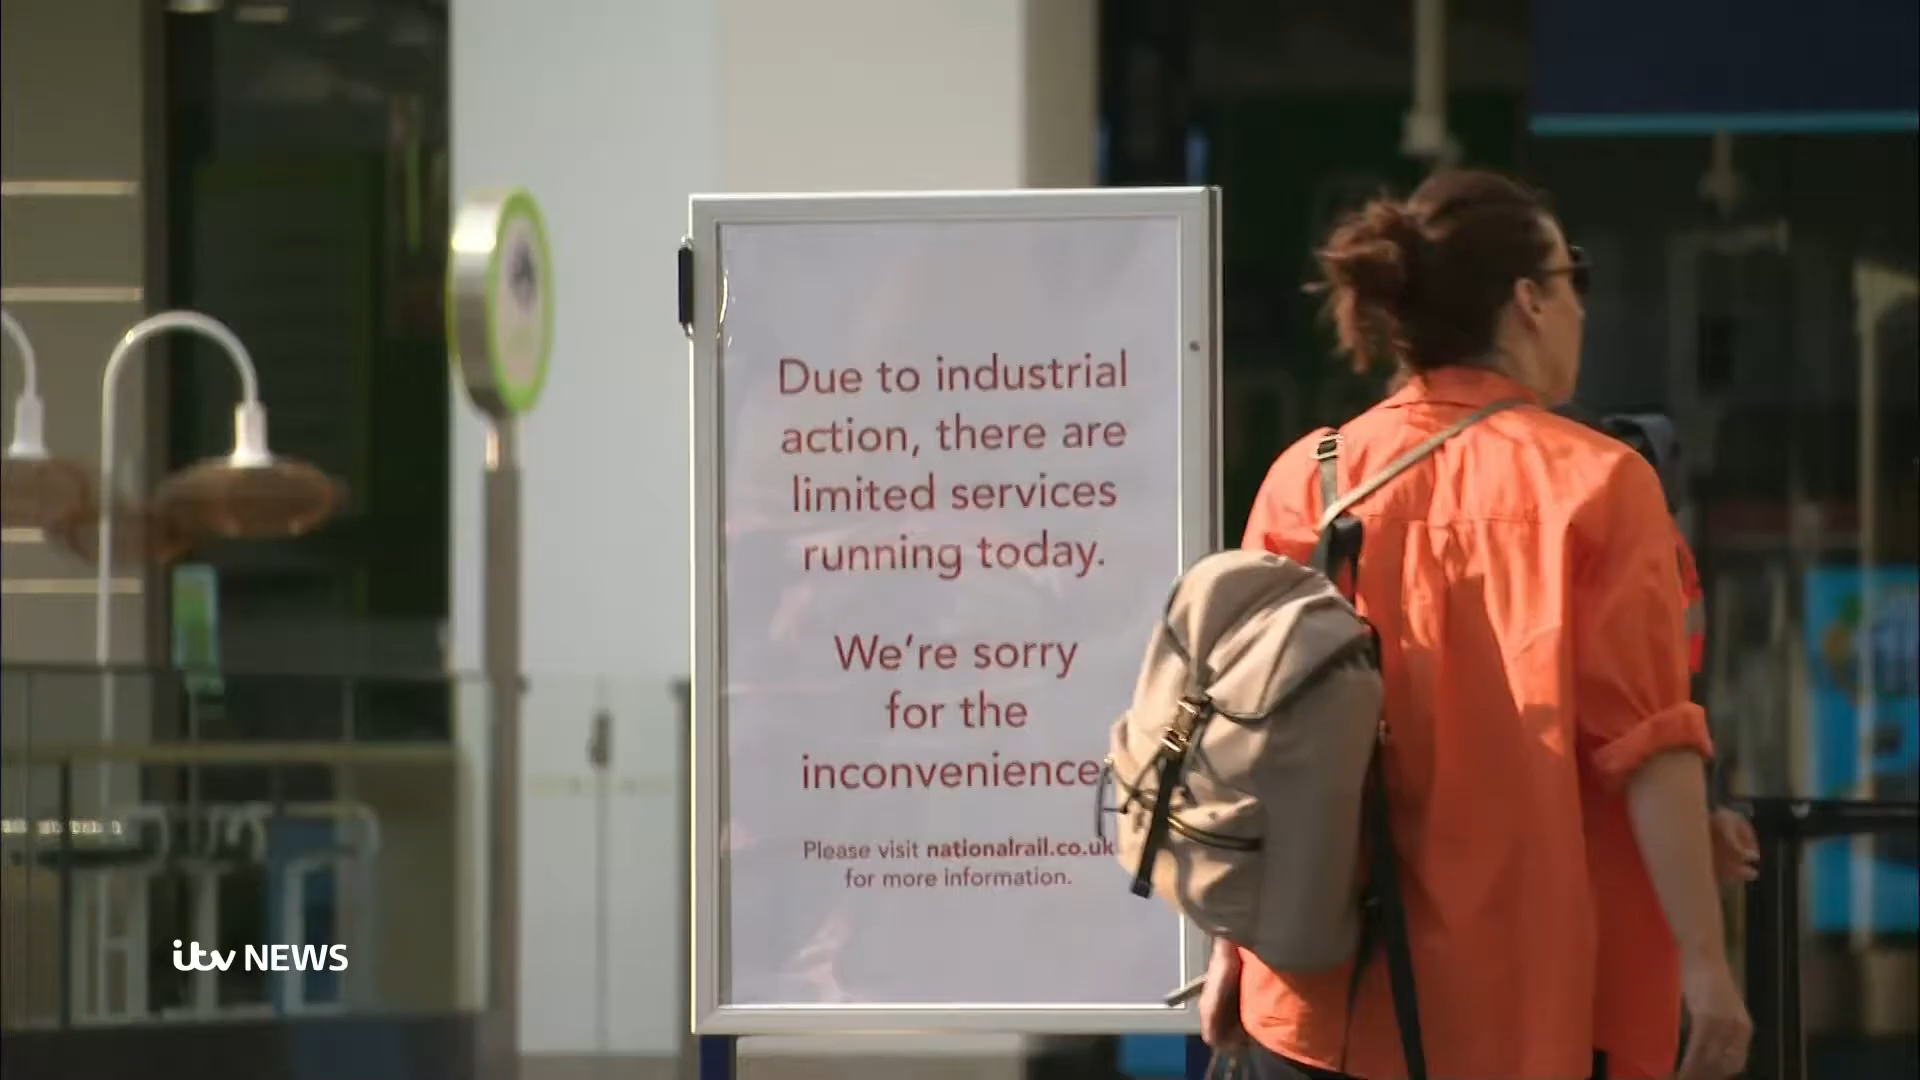 Due to industrial
action, there are
limited services
running today.
We're sorry
for the
inconvenience
Please visit nationalrail.co.uk
for more information.
itv NEWS